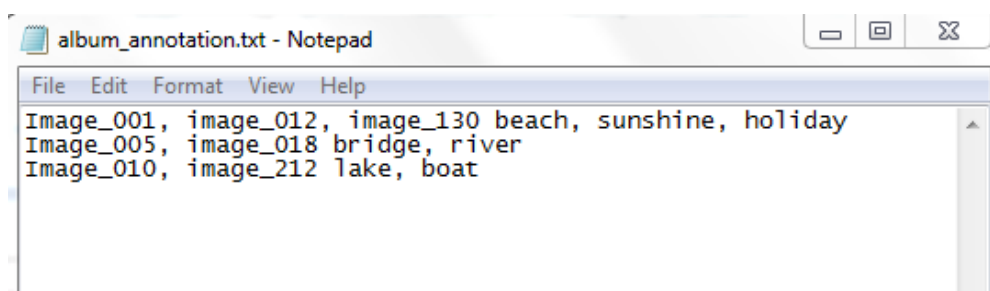 album_annotation.txt - Notepad
File Edit Format View Help
Image_001, image_012, image_130 beach, sunshine, holiday
Image_005, image_018 bridge, river
Image_010, image_212 lake, boat